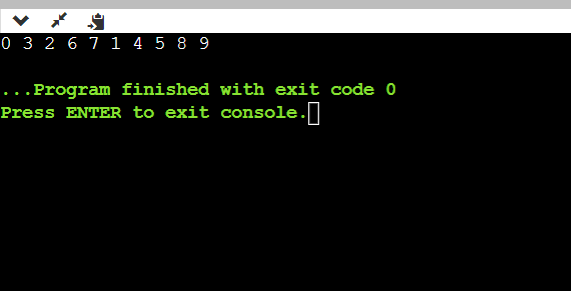 0 3 2 6 7 1 4 5 8 9
...Program finished with exit code 0
Press ENTER to exit console.